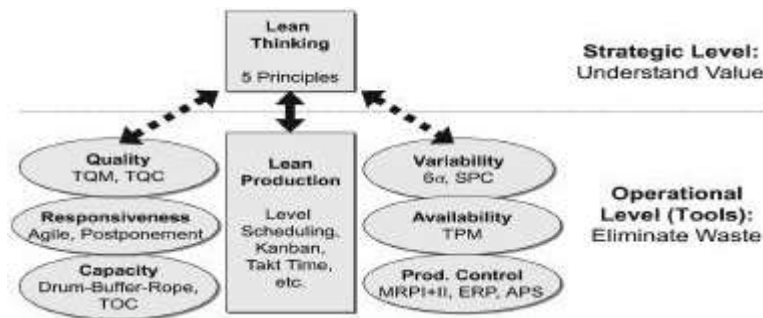 Lean
Thinking
5 Principles
Strategic Level:
Understand Value
Quality
TQM, TQC
Responsiveness
Agile, Postponement
Capacity
Drum-Buffer-Rope,
TOC
Lean
Production
Level
Scheduling,
Kanban,
Takt Time,
etc.
Variability
6σ, SPC
Availability
TPM
Prod. Control
MRPI+II, ERP, APS
Operational
Level (Tools):
Eliminate Waste